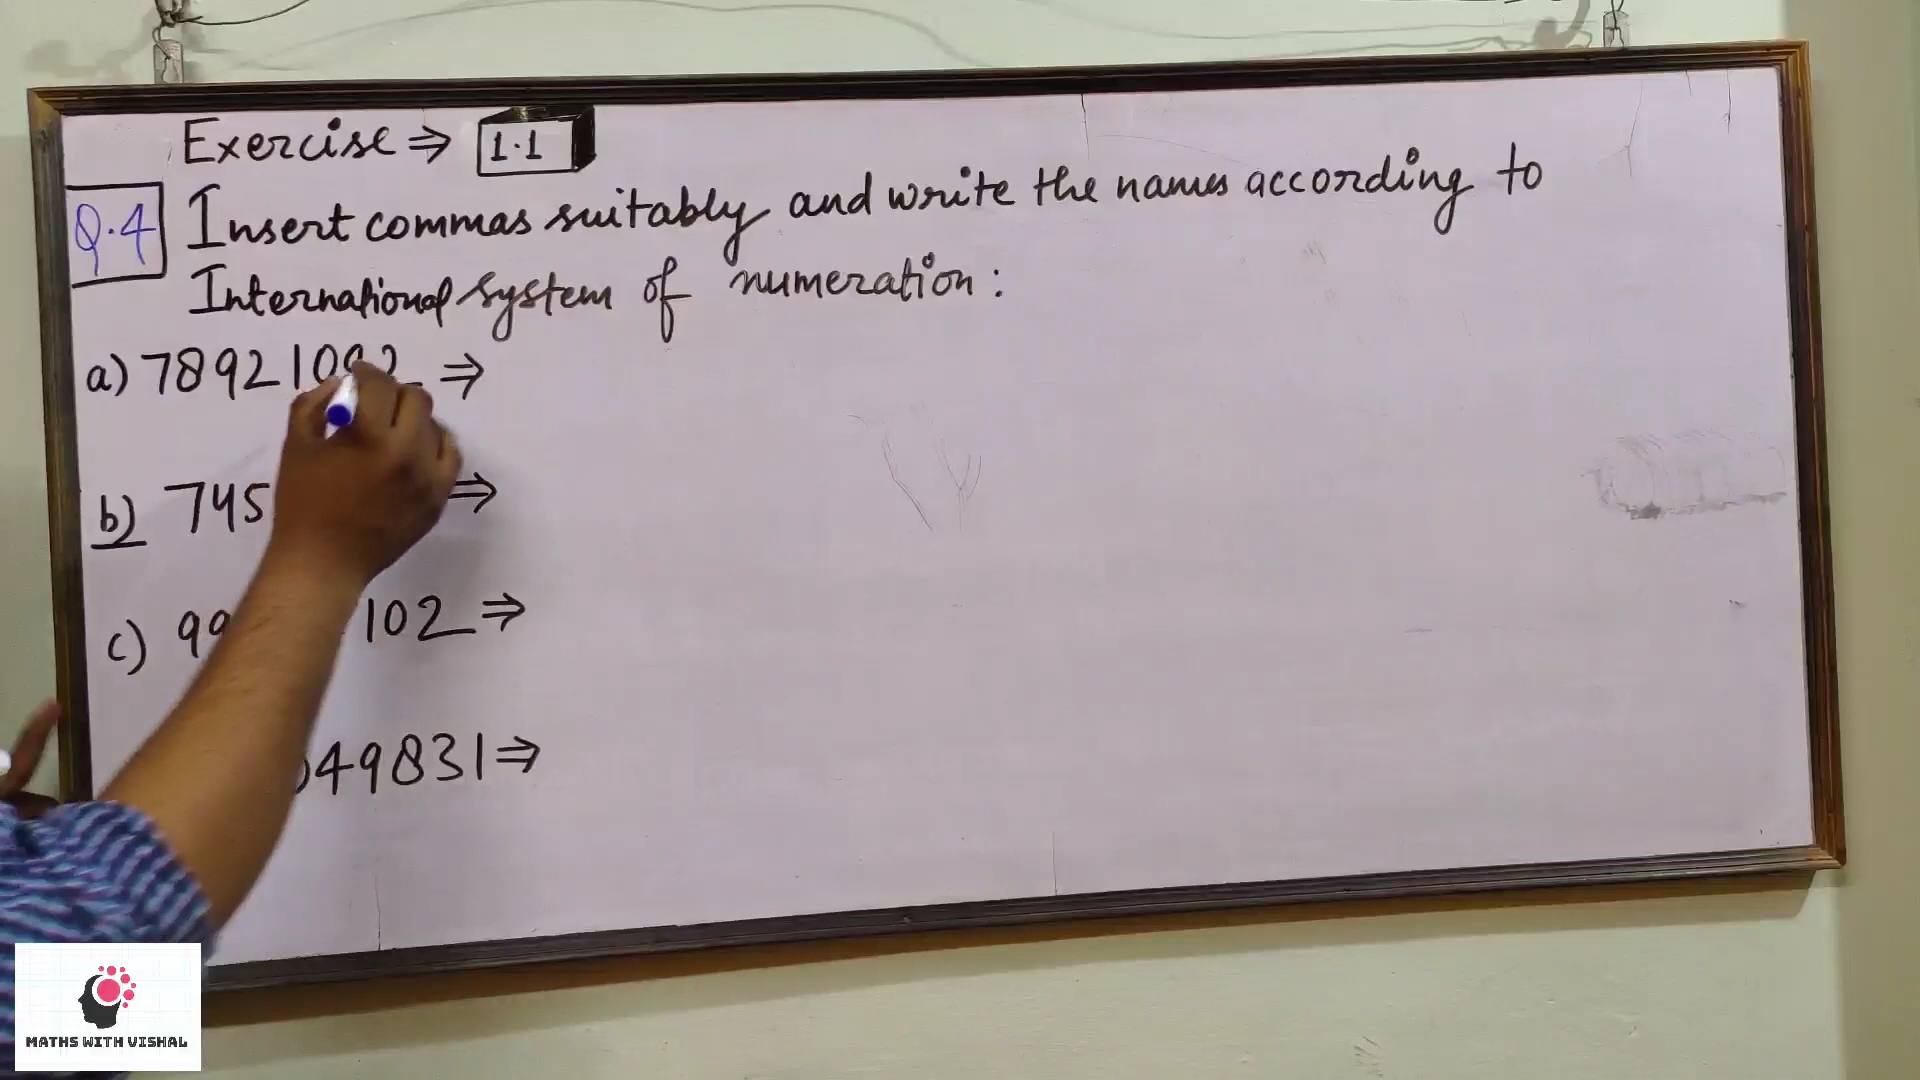 Exercise ⇒ 1.1
Q.4 Insert commas suitably and write the names according to
International system of numeration :
a) 78921092 ⇒
b) 745 ⇒
c) 99 102 ⇒
49831 ⇒
MATHS WITH VISHAL